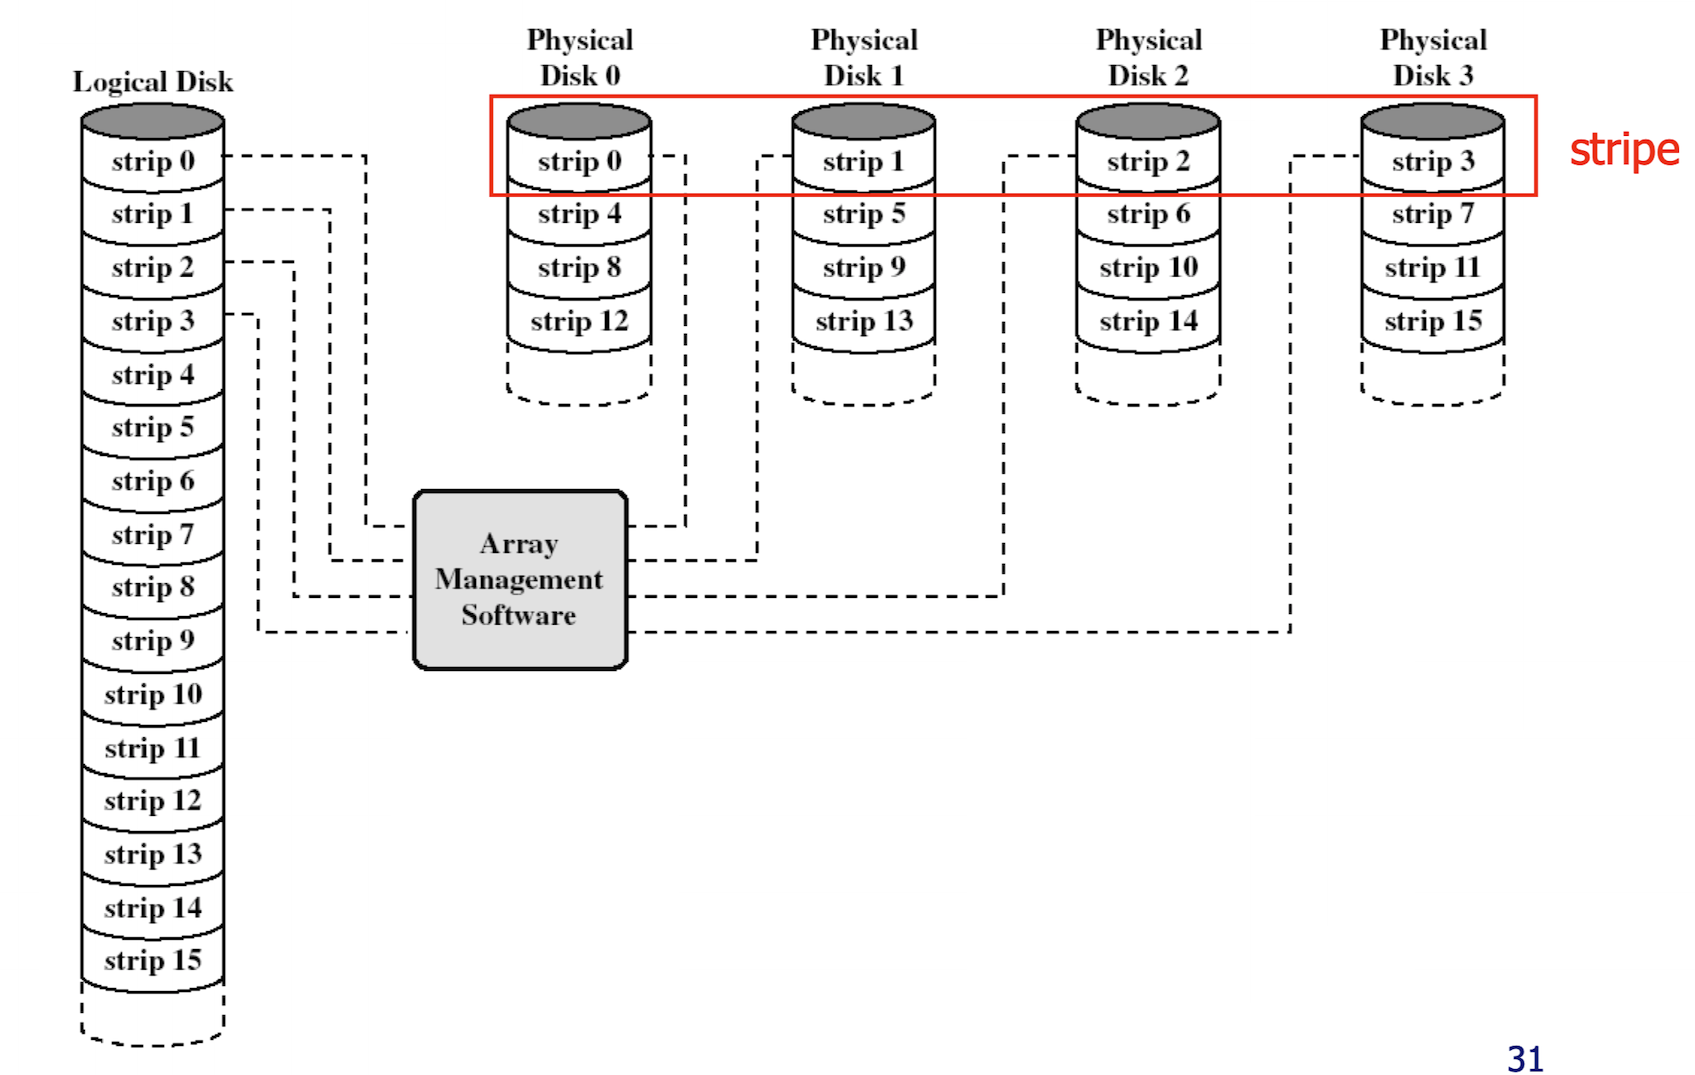 Logical Disk
strip 0
strip 1
strip 2
strip 3
strip 4
strip 5
strip 6
strip 7
strip 8
strip 9
strip 10
strip 11
strip 12
strip 13
strip 14
strip 15
Array
Management
Software
Physical
Disk 0
strip 0
strip 4
strip 8
strip 12
Physical
Disk 1
strip 1
strip 5
strip 9
strip 13
Physical
Disk 2
strip 2
strip 6
strip 10
strip 14
Physical
Disk 3
strip 3
strip 7
strip 11
strip 15
stripe
31